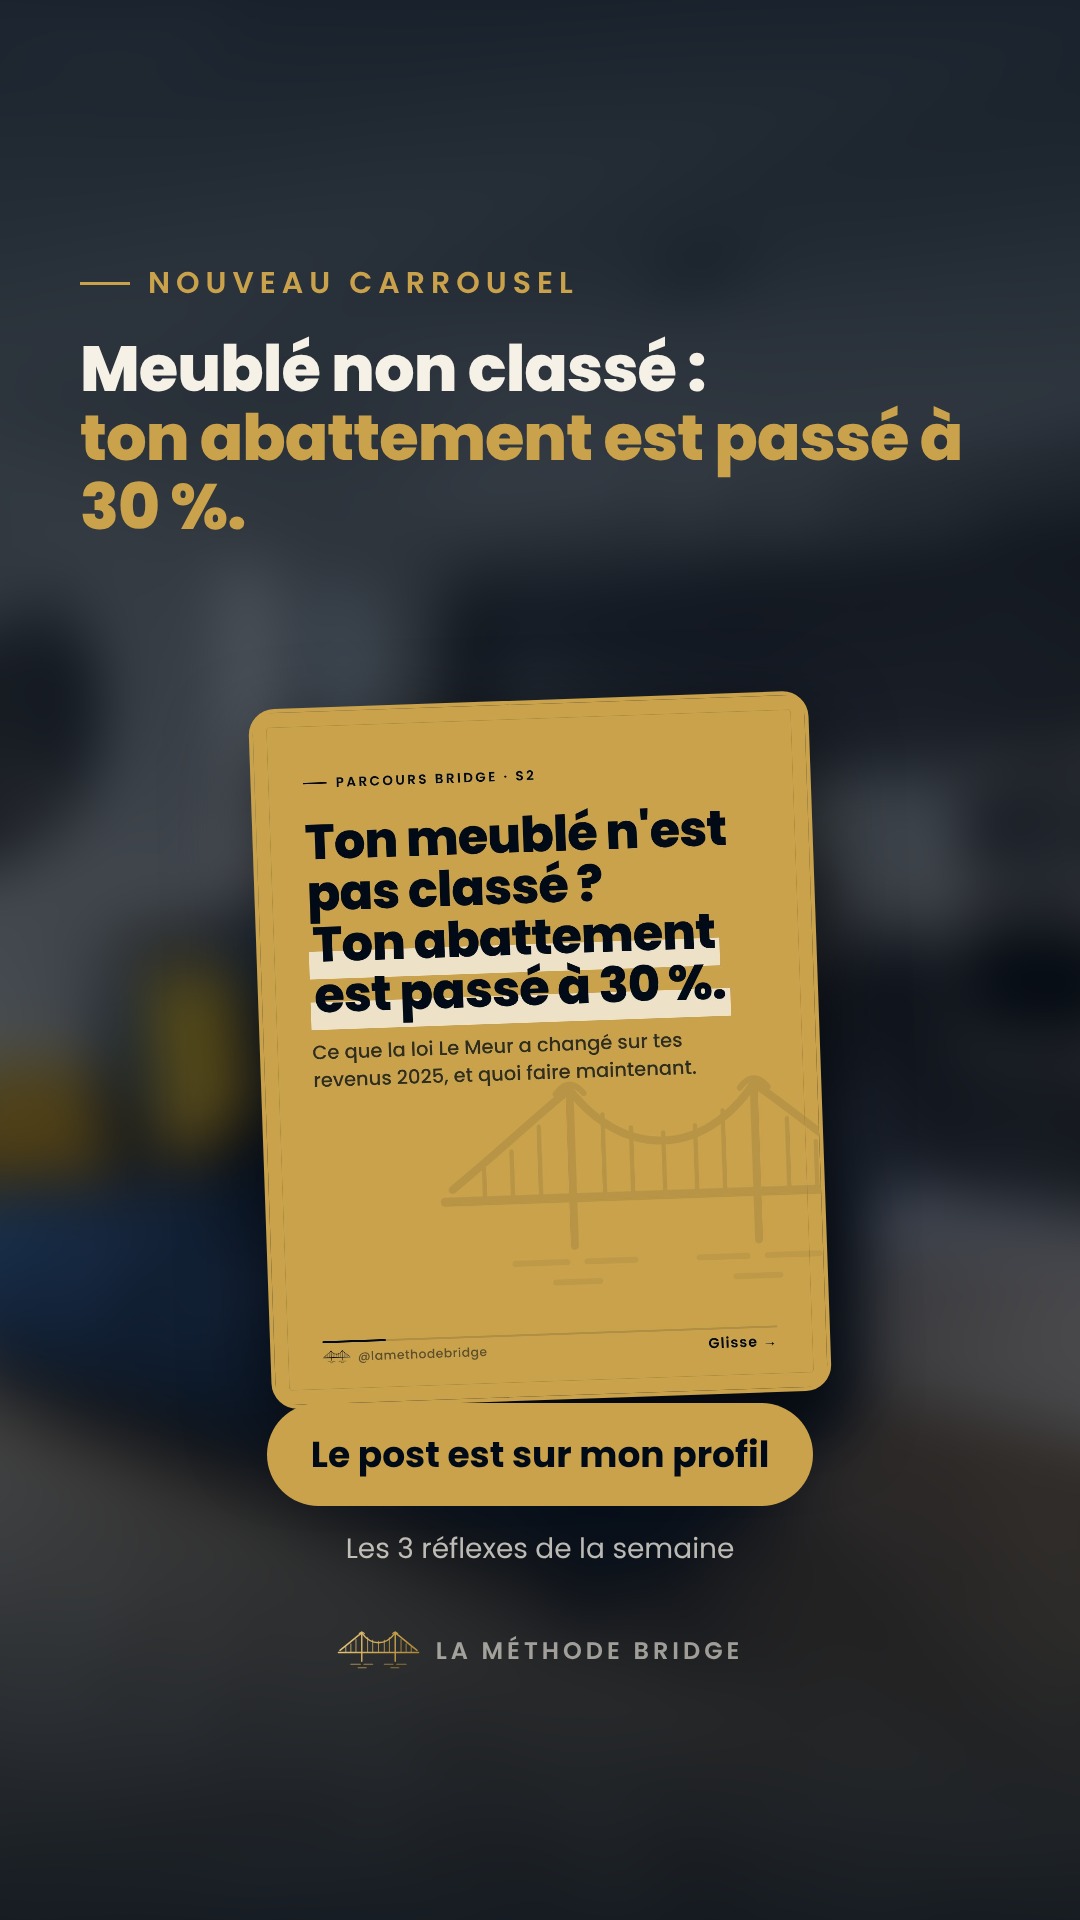 NOUVEAU CARROUSEL
Meublé non classé :
ton abattement est passé à
30 %.
PARCOURS BRIDGE · S2
Ton meublé n'est
pas classé ?
Ton abattement
est passé à 30 %.
Ce que la loi Le Meur a changé sur tes
revenus 2025, et quoi faire maintenant.
@lamethodebridge
Glisse →
Le post est sur mon profil
Les 3 réflexes de la semaine
LA MÉTHODE BRIDGE